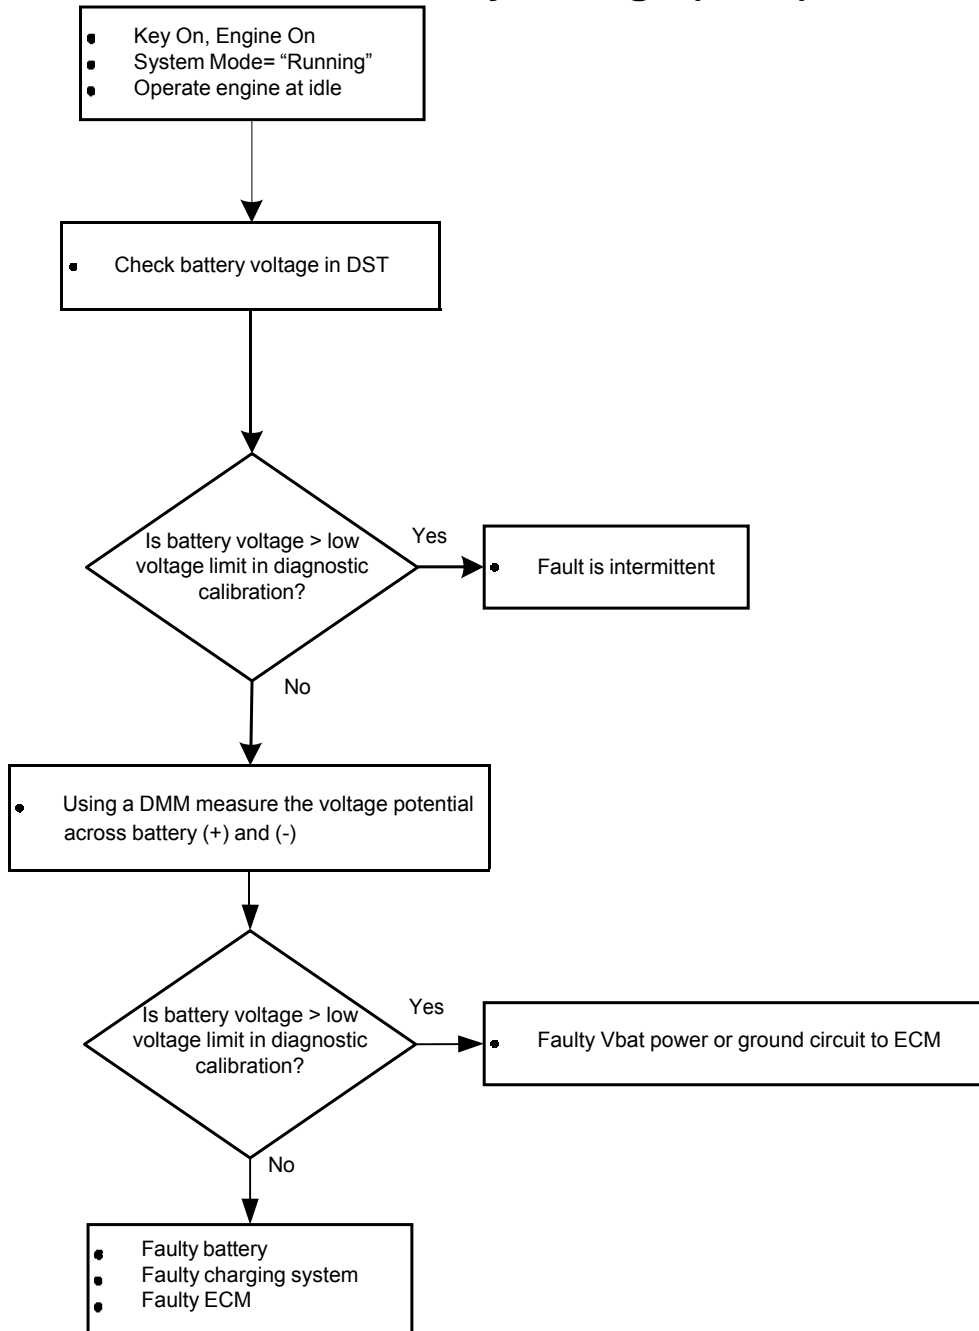 Key On, Engine On
System Mode= “Running”
Operate engine at idle
Check battery voltage in DST
Is battery voltage > low
voltage limit in diagnostic
calibration?
Yes
Fault is intermittent
No
Using a DMM measure the voltage potential
across battery (+) and (-)
Is battery voltage > low
voltage limit in diagnostic
calibration?
Yes
Faulty Vbat power or ground circuit to ECM
No
Faulty battery
Faulty charging system
Faulty ECM